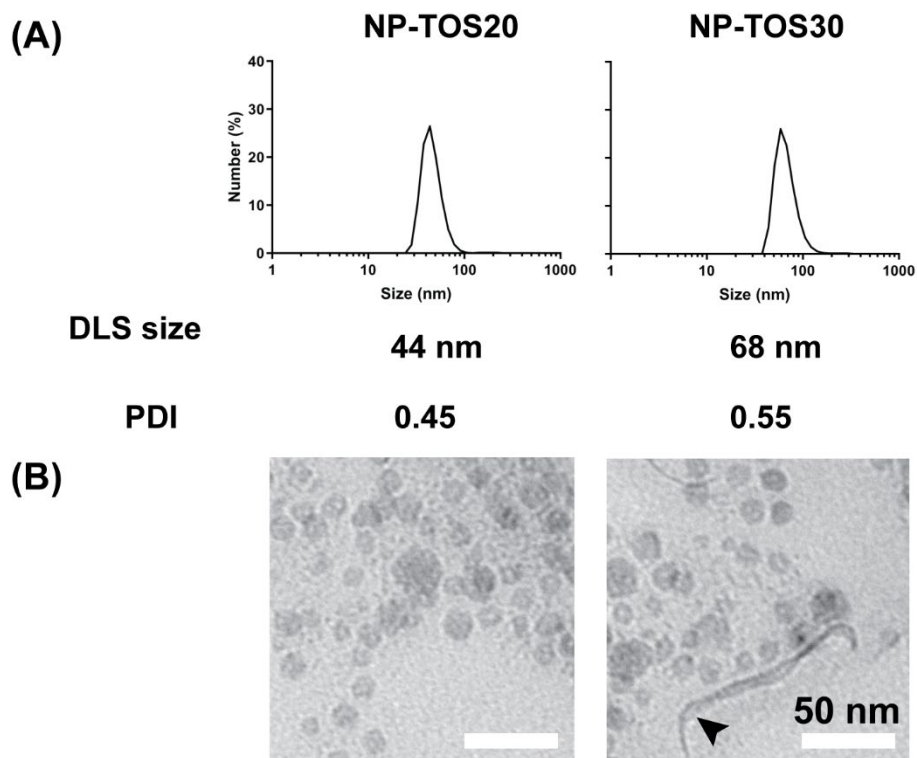 (A)
NP-TOS20
NP-TOS30
40
30
20
10
0
Number (%)
1
10
100
1000
Size (nm)
1
10
100
1000
Size (nm)
DLS size
44 nm
68 nm
PDI
0.45
0.55
(B)
50 nm